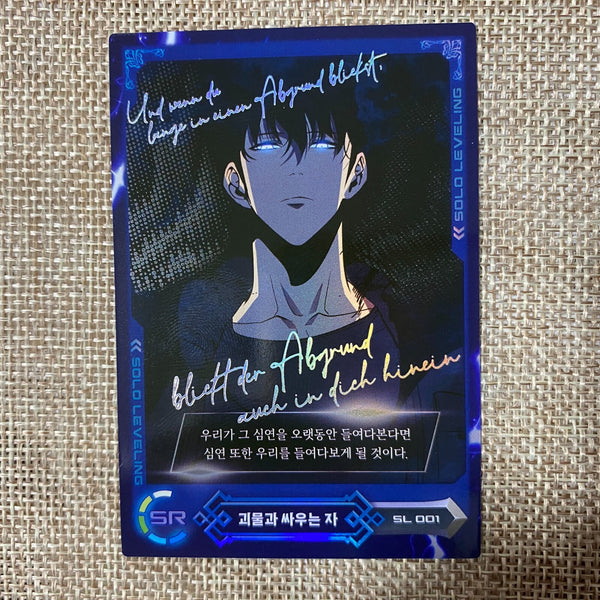 Und wenn du
lange in einen Abgrund blickst,
SOLO LEVELING
blickt der Abgrund
auch in dich hinein
SOLO LEVELING
우리가 그 심연을 오랫동안 들여다본다면
심연 또한 우리를 들여다보게 될 것이다.
SR
괴물과 싸우는 자
SL 001